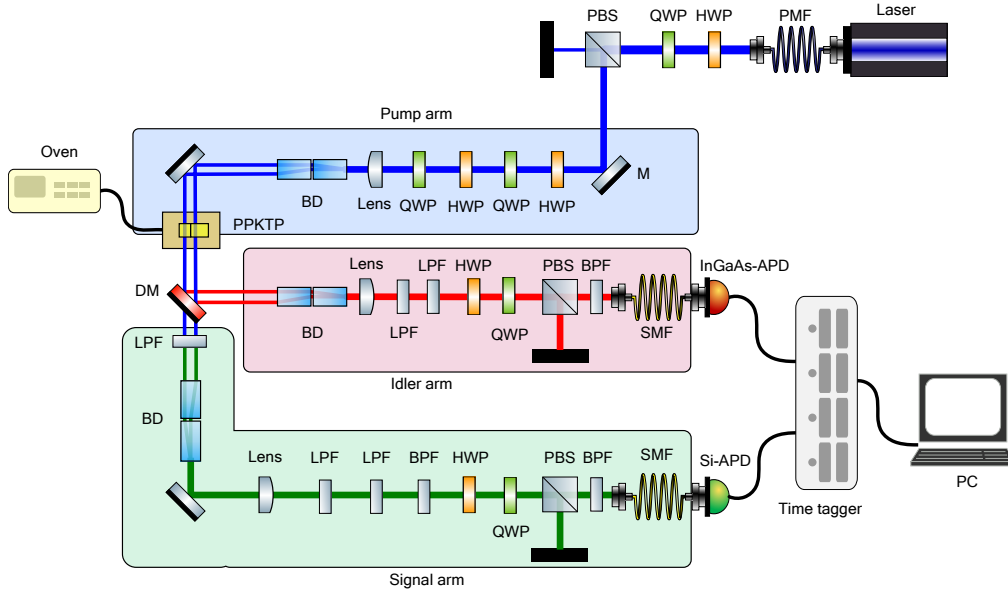 PBS
QWP
HWP
PMF
Laser
Pump arm
Oven
BD
Lens
QWP
HWP
QWP
HWP
M
PPKTP
DM
Lens
LPF
HWP
PBS
BPF
InGaAs-APD
BD
LPF
QWP
SMF
Idler arm
LPF
BD
Lens
LPF
LPF
BPF
HWP
PBS
BPF
SMF
Si-APD
QWP
PC
Time tagger
Signal arm